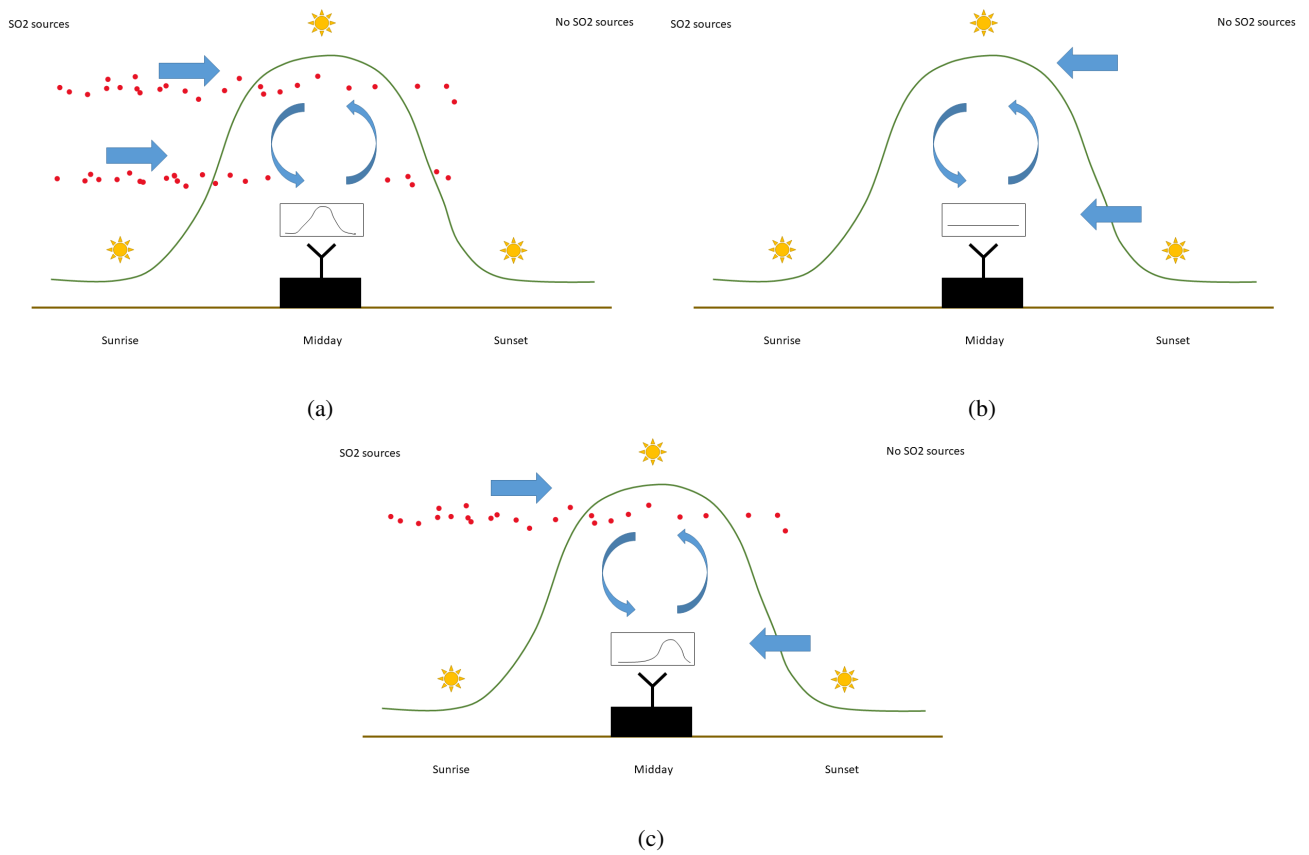 SO2 sources
No SO2 sources
Sunrise
Midday
Sunset
(a)
SO2 sources
No SO2 sources
Sunrise
Midday
Sunset
(b)
SO2 sources
No SO2 sources
Sunrise
Midday
Sunset
(c)